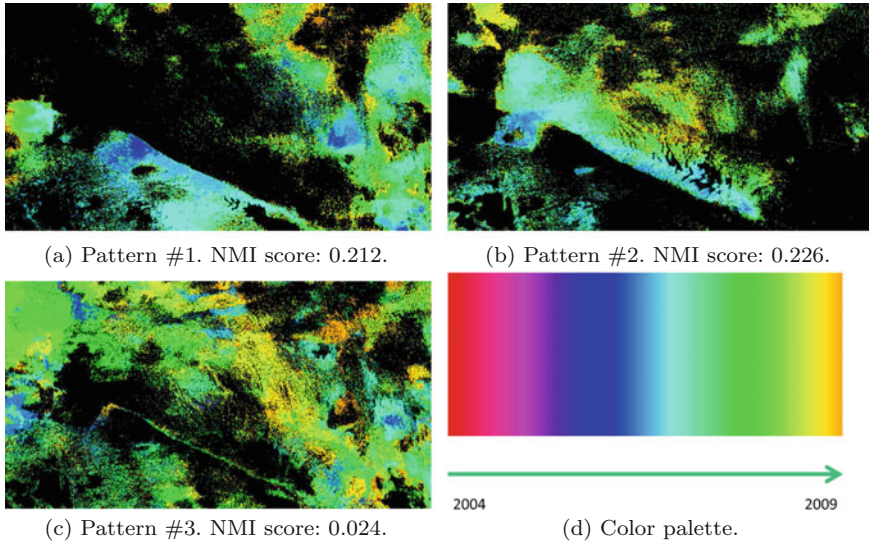 (a) Pattern #1. NMI score: 0.212.
(b) Pattern #2. NMI score: 0.226.
2004
2009
(c) Pattern #3. NMI score: 0.024.
(d) Color palette.